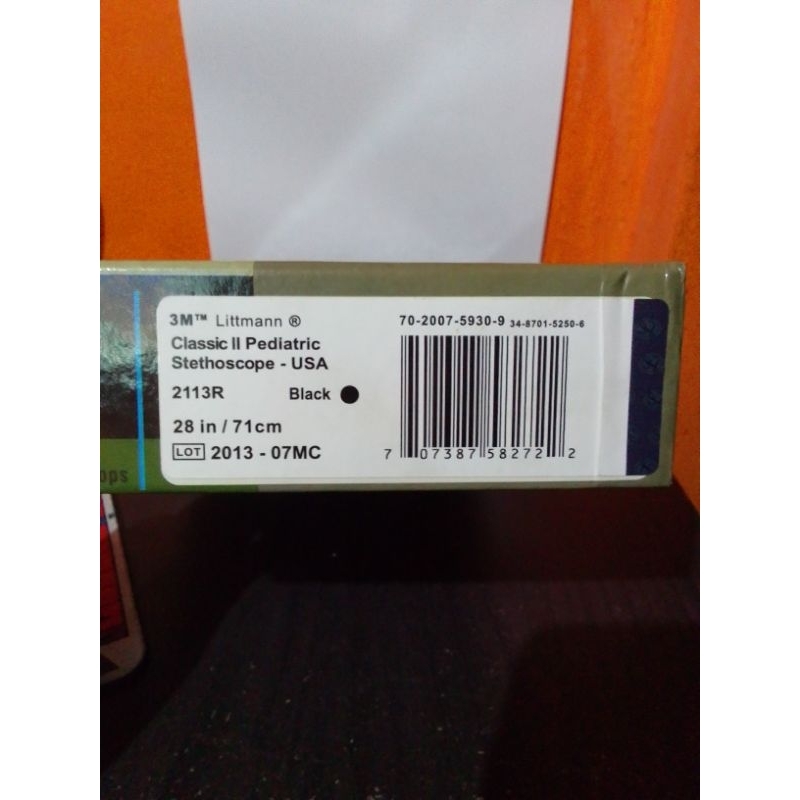 3M™ Littmann ®
Classic II Pediatric
Stethoscope - USA
2113R Black
28 in / 71cm
LOT 2013 - 07MC
70-2007-5930-9 34-8701-5250-6
7 07387 58272 2
ops